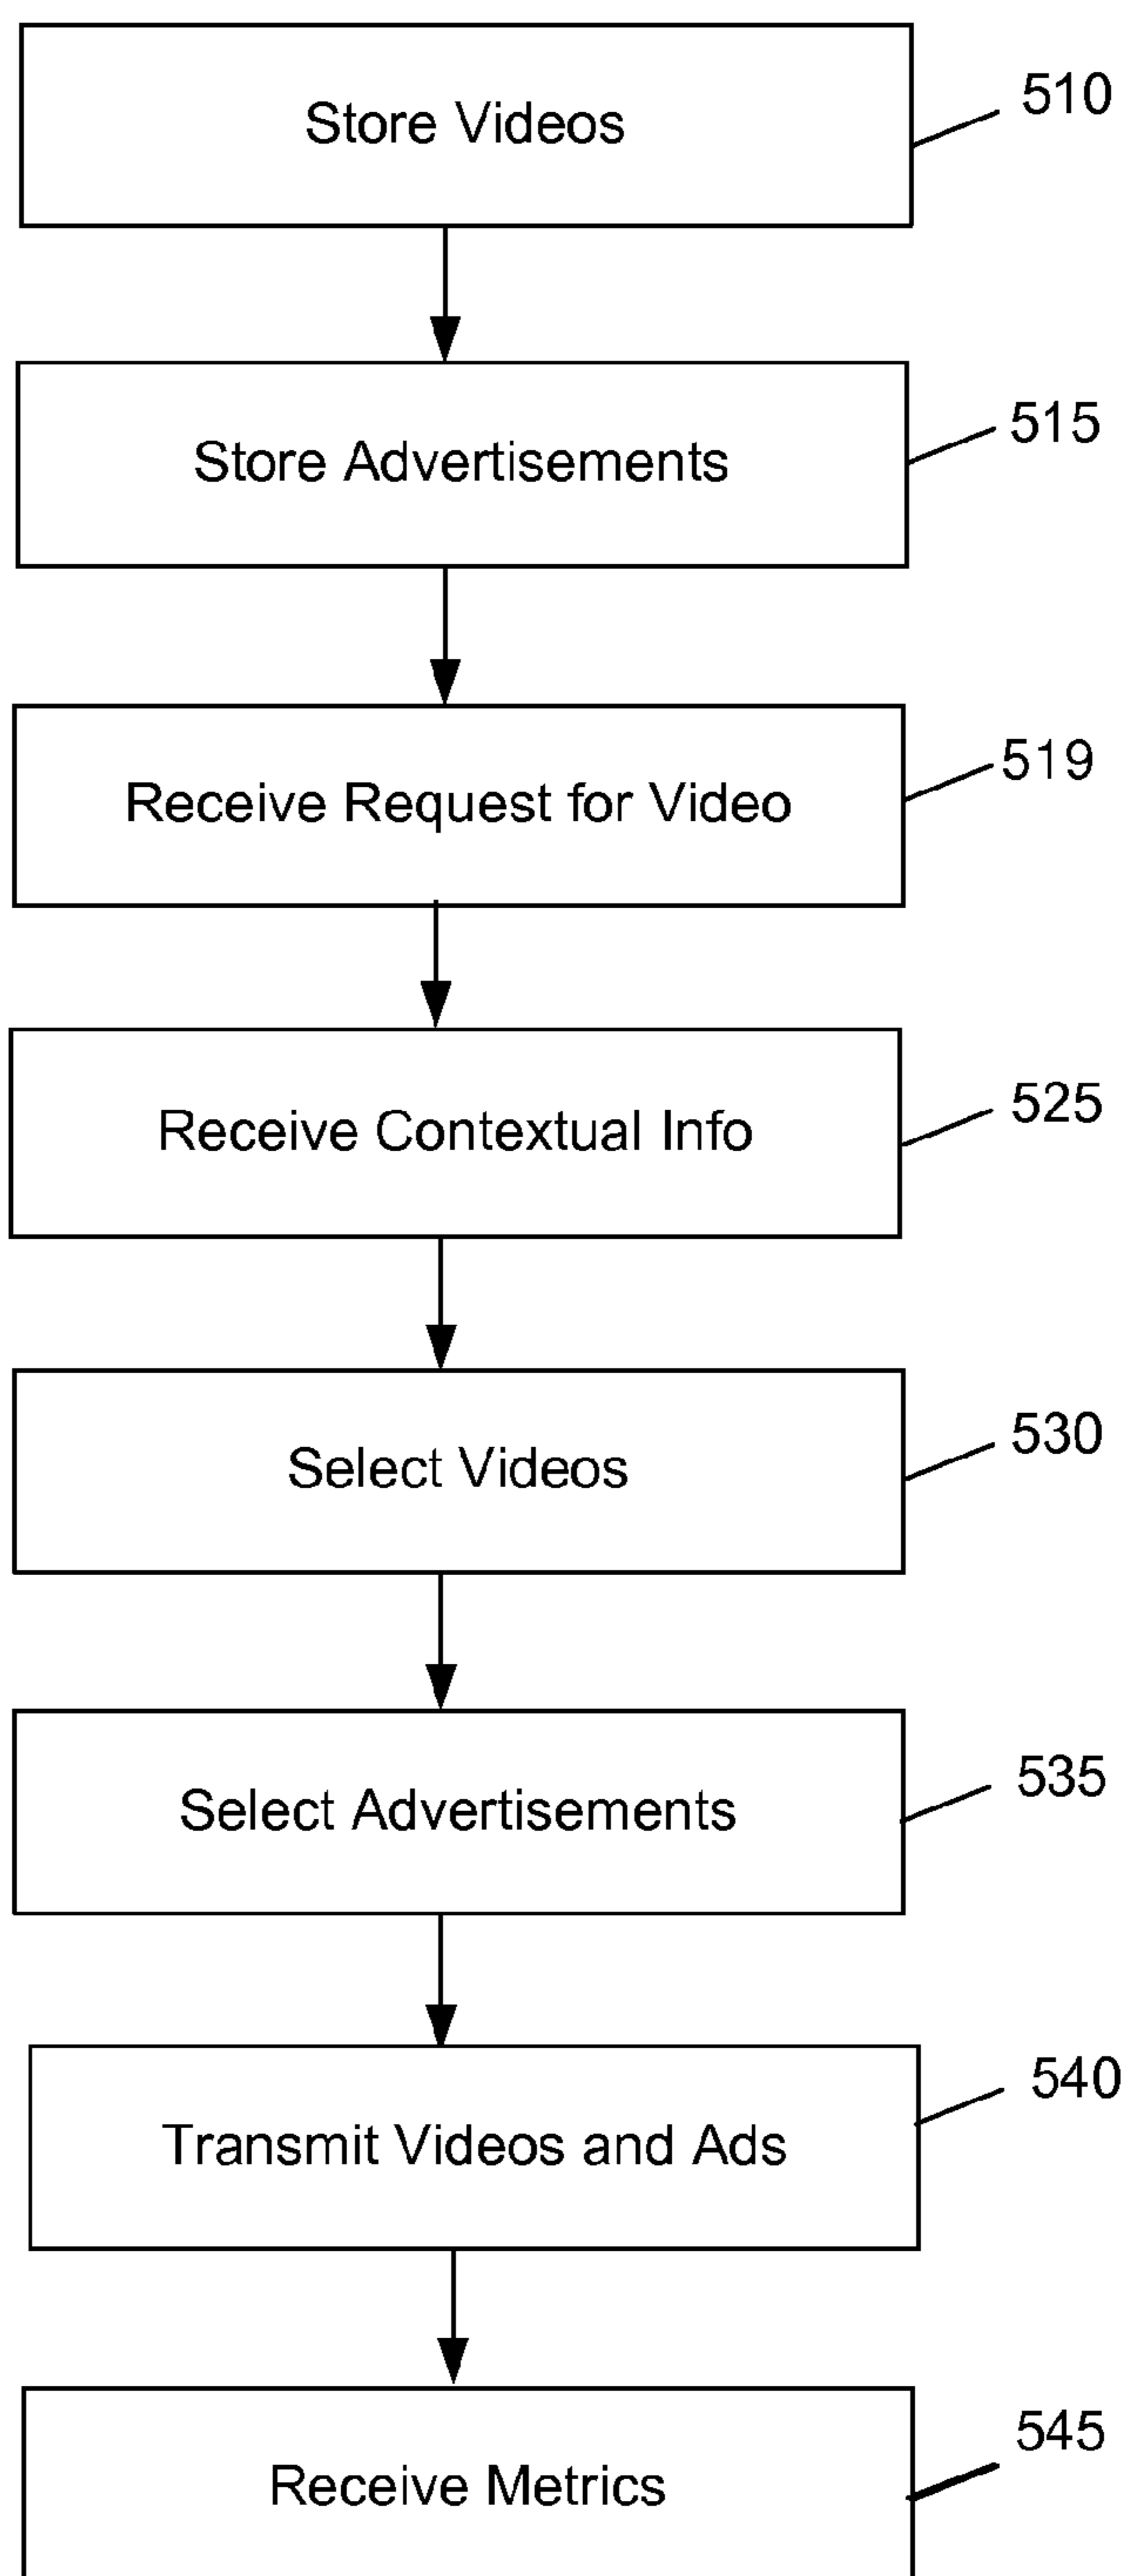 Store Videos
510
Store Advertisements
515
Receive Request for Video
519
Receive Contextual Info
525
Select Videos
530
Select Advertisements
535
Transmit Videos and Ads
540
Receive Metrics
545